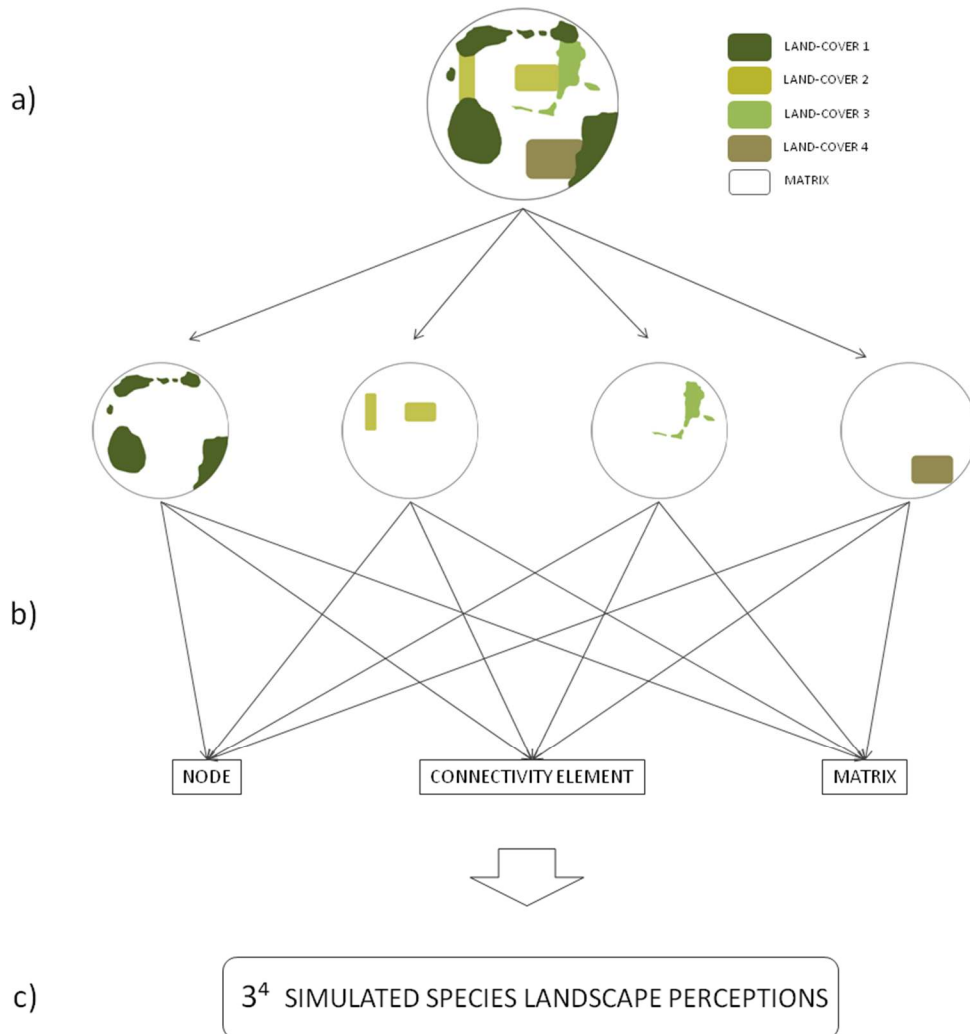 a)
LAND-COVER 1
LAND-COVER 2
LAND-COVER 3
LAND-COVER 4
MATRIX
b)
NODE
CONNECTIVITY ELEMENT
MATRIX
c)
3⁴ SIMULATED SPECIES LANDSCAPE PERCEPTIONS